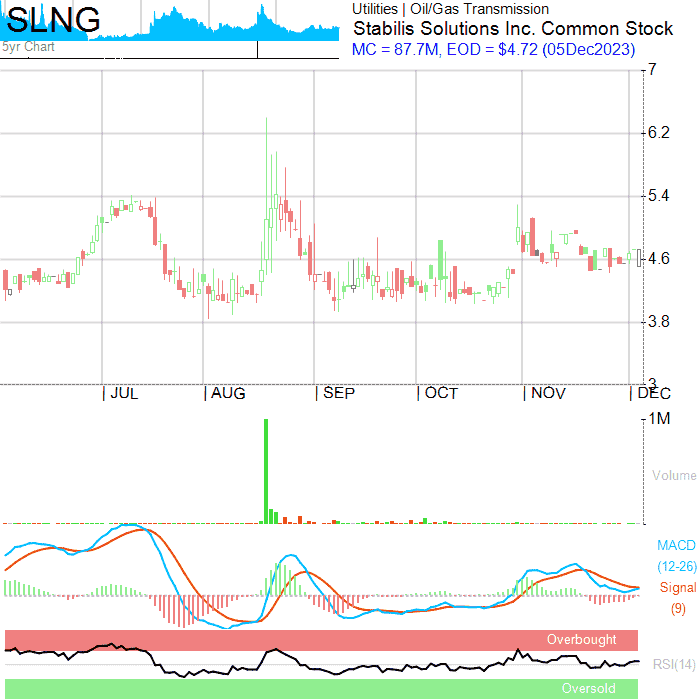 SLNG
5yr Chart
Utilities | Oil/Gas Transmission
Stabilis Solutions Inc. Common Stock
MC = 87.7M, EOD = $4.72 (05Dec2023)
7
6.2
5.4
4.6
3.8
3
| JUL | AUG | SEP | OCT | NOV | DEC
1M
Volume
MACD
(12-26)
Signal
(9)
Overbought
RSI(14)
Oversold